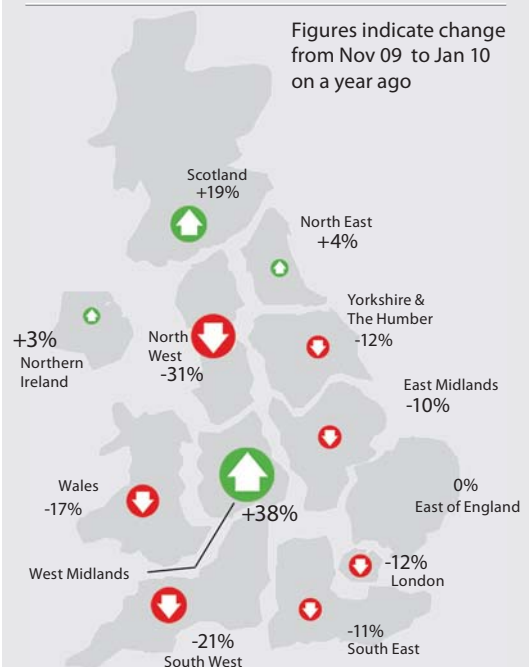 Figures indicate change
from Nov 09 to Jan 10
on a year ago
Scotland
+19%
North East
+4%
Yorkshire &
The Humber
-12%
+3%
Northern
Ireland
North
West
-31%
East Midlands
-10%
Wales
-17%
+38%
West Midlands
0%
East of England
-12%
London
-21%
South West
-11%
South East